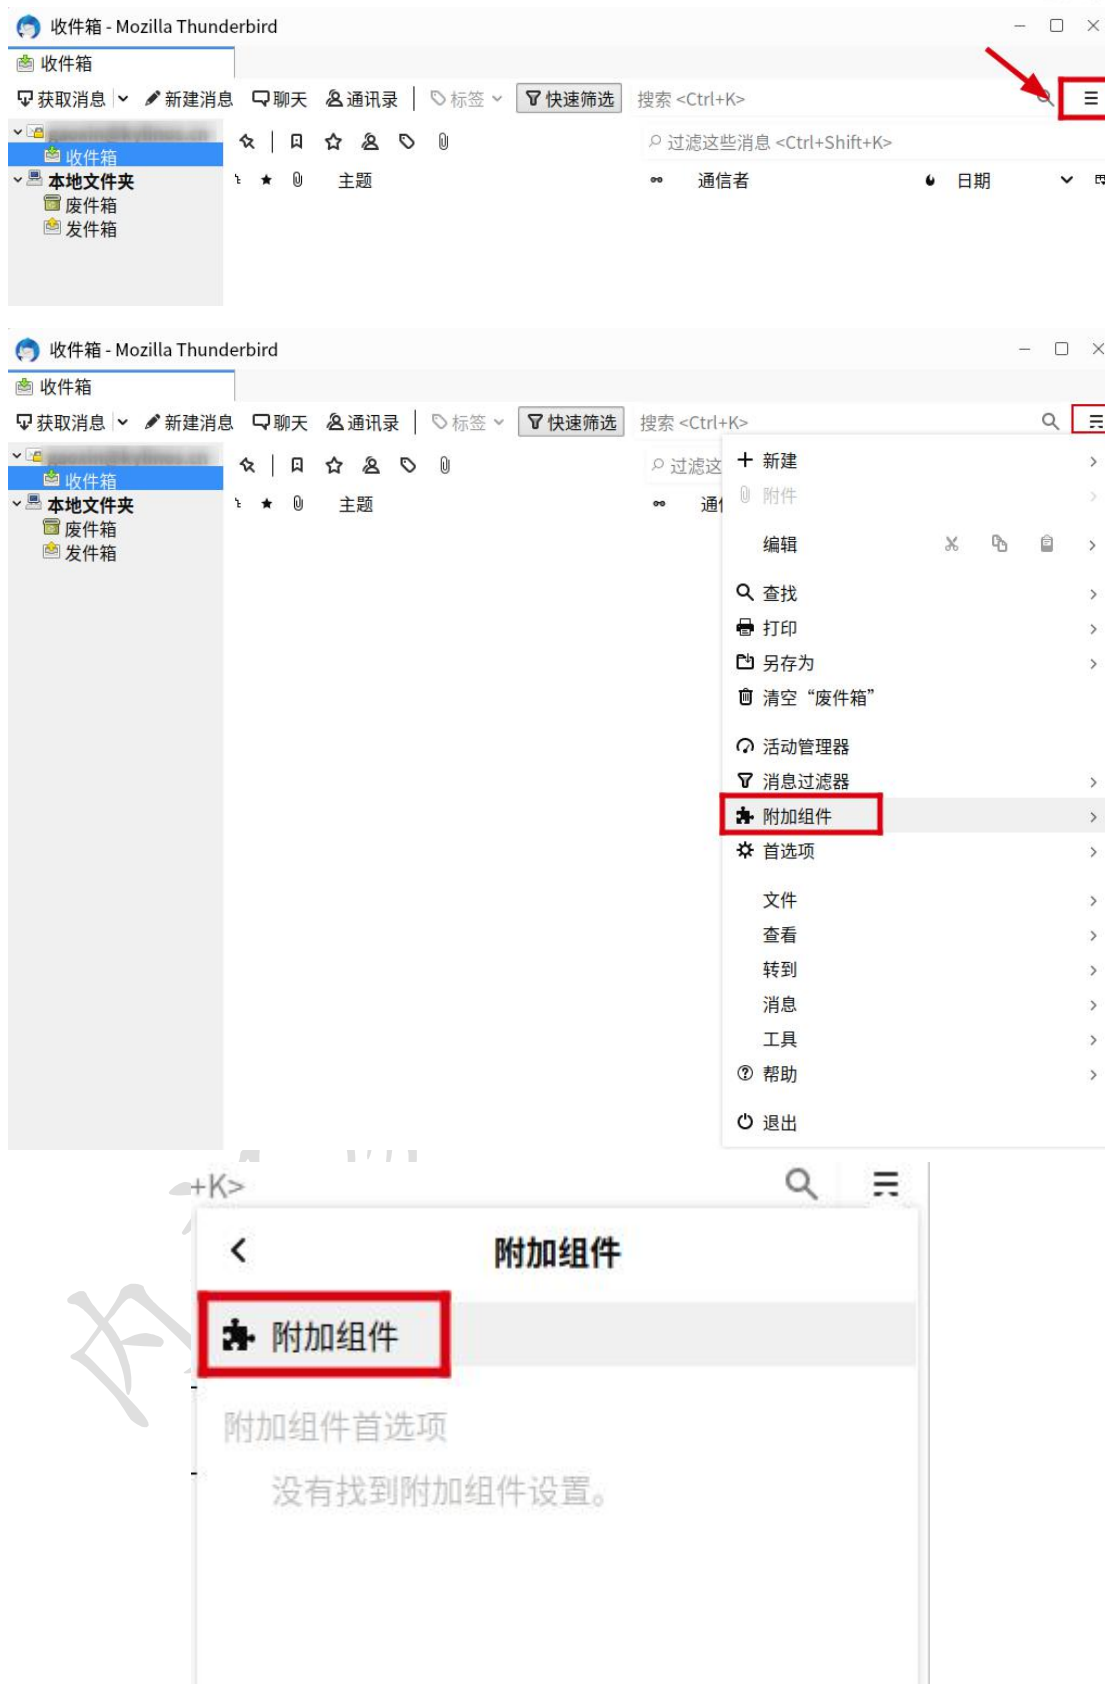 收件箱 - Mozilla Thunderbird
收件箱
获取消息 新建消息 聊天 通讯录 标签 快速筛选 搜索 <Ctrl+K>
过滤这些消息 <Ctrl+Shift+K>
收件箱
本地文件夹 主题 通信者 日期
废件箱
发件箱
收件箱 - Mozilla Thunderbird
收件箱
获取消息 新建消息 聊天 通讯录 标签 快速筛选 搜索 <Ctrl+K>
过滤这
收件箱
本地文件夹 主题 通
废件箱
发件箱
新建
附件
编辑
查找
打印
另存为
清空“废件箱”
活动管理器
消息过滤器
附加组件
首选项
文件
查看
转到
消息
工具
帮助
退出
+K>
附加组件
附加组件
附加组件首选项
没有找到附加组件设置。
内